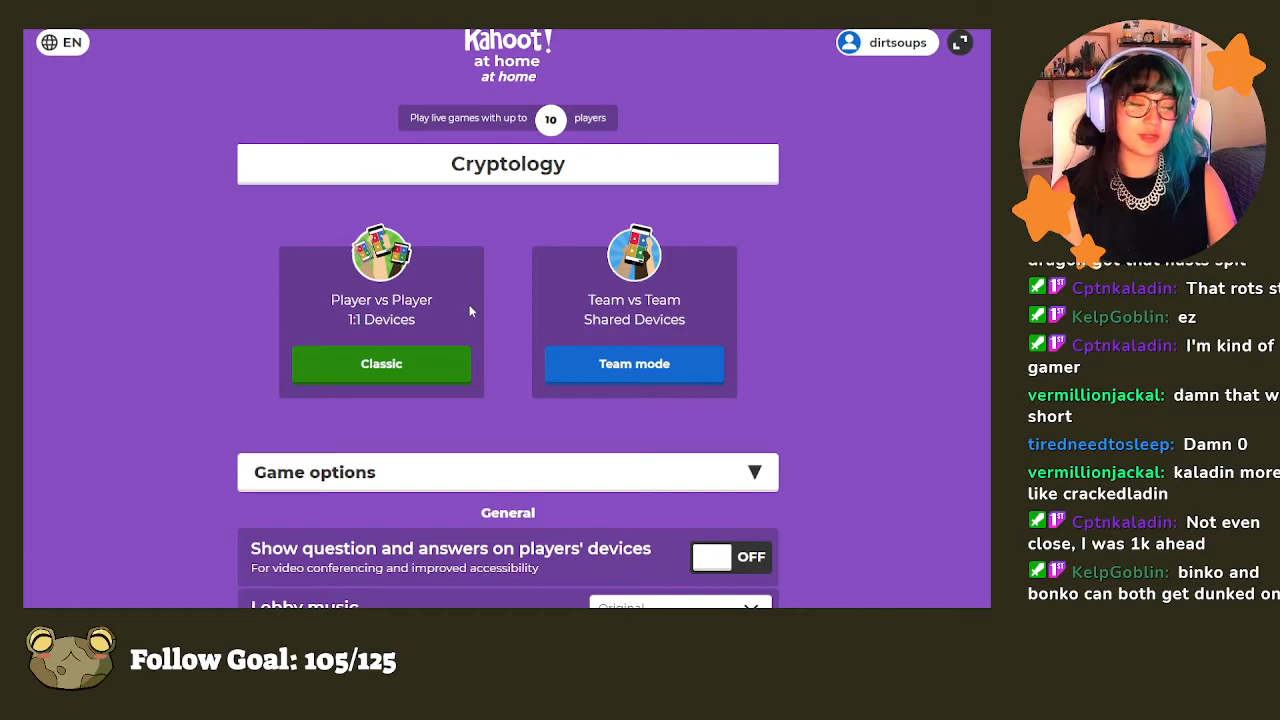 EN
Kahoot!
at home
at home
dirtsoups
Play live games with up to 10 players
Cryptology
Player vs Player
1:1 Devices
Classic
Team vs Team
Shared Devices
Team mode
Game options
General
Show question and answers on players' devices
For video conferencing and improved accessibility
OFF
Lobby music
Original
Cptnkaladin: That rots
KelpGoblin: ez
Cptnkaladin: I'm kind of
gamer
vermillionjackal: damn that
short
tiredneedtosleep: Damn 0
vermillionjackal: kaladin more
like crackedladin
Cptnkaladin: Not even
close, I was 1k ahead
KelpGoblin: binko and
bonko can both get dunked on
Follow Goal: 105/125